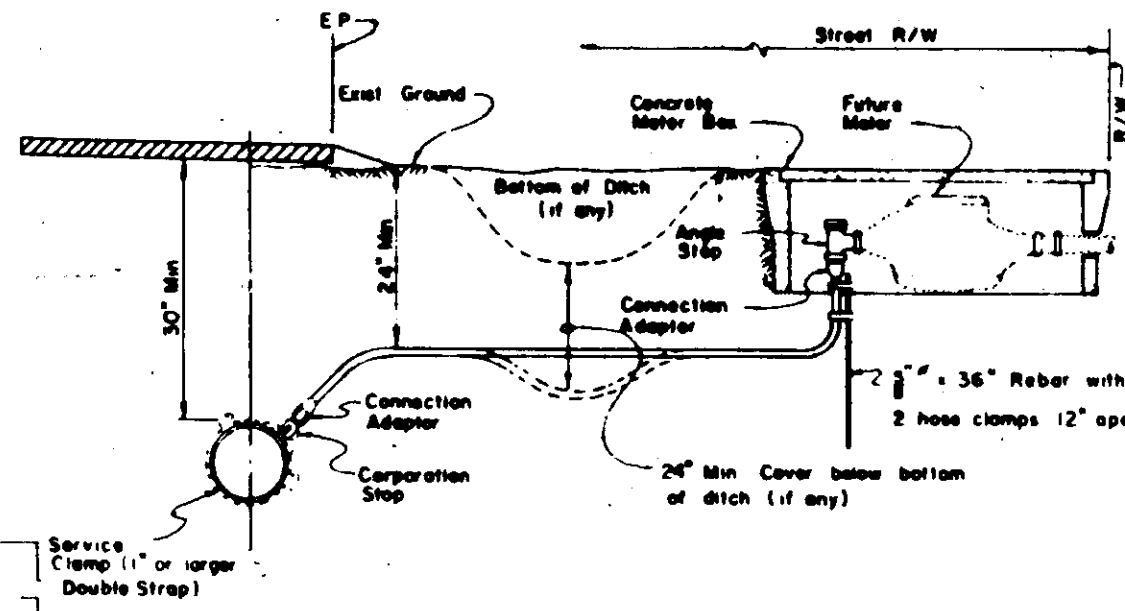 E P
Street R/W
R/W
Exist Ground
Concrete
Meter Box
Future
Meter
Bottom of Ditch
(if any)
Angle
Stop
24" Min
30" Min
Connection
Adaptor
" x 36" Rebar with
2 hose clamps 12"
Connection
Adaptor
Corporation
Stop
24" Min Cover below bottom
of ditch (if any)
Service
Clamp (1" or larger
Double Strap)